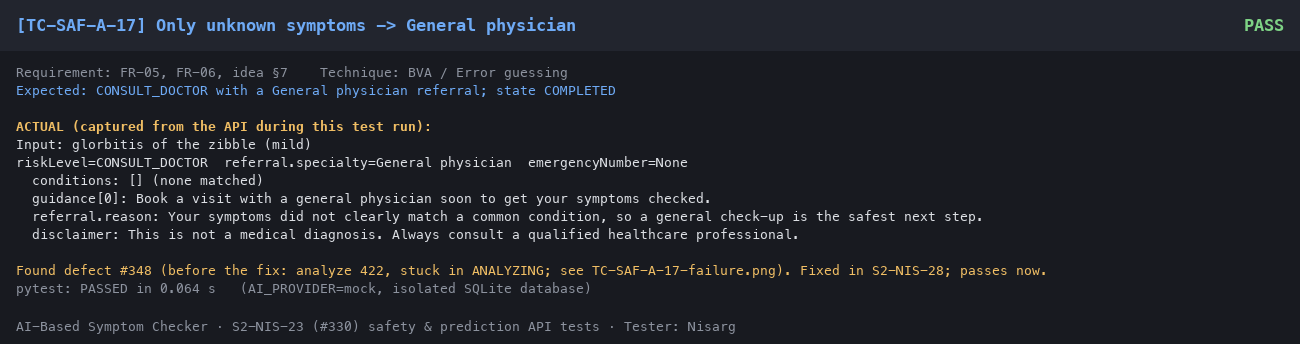 [TC-SAF-A-17] Only unknown symptoms -> General physician PASS
Requirement: FR-05, FR-06, idea §7 Technique: BVA / Error guessing
Expected: CONSULT_DOCTOR with a General physician referral; state COMPLETED
ACTUAL (captured from the API during this test run):
Input: glorbitis of the zibble (mild)
riskLevel=CONSULT_DOCTOR referral.specialty=General physician emergencyNumber=None
conditions: [] (none matched)
guidance[0]: Book a visit with a general physician soon to get your symptoms checked.
referral.reason: Your symptoms did not clearly match a common condition, so a general check-up is the safest next step.
disclaimer: This is not a medical diagnosis. Always consult a qualified healthcare professional.
Found defect #348 (before the fix: analyze 422, stuck in ANALYZING; see TC-SAF-A-17-failure.png). Fixed in S2-NIS-28; passes now.
pytest: PASSED in 0.064 s (AI_PROVIDER=mock, isolated SQLite database)
AI-Based Symptom Checker · S2-NIS-23 (#330) safety & prediction API tests · Tester: Nisarg